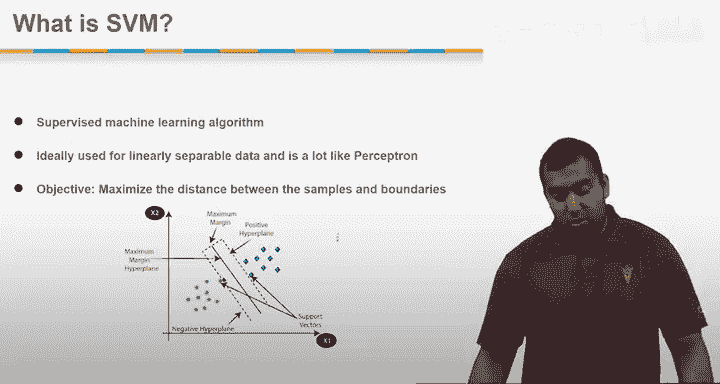 What is SVM?
Supervised machine learning algorithm
Ideally used for linearly separable data and is a lot like Perceptron
Objective: Maximize the distance between the samples and boundaries
X2
Maximum
Margin
Positive
Hyperplane
Maximum
Margin
Hyperplane
Support
Vectors
Negative Hyperplane
X1